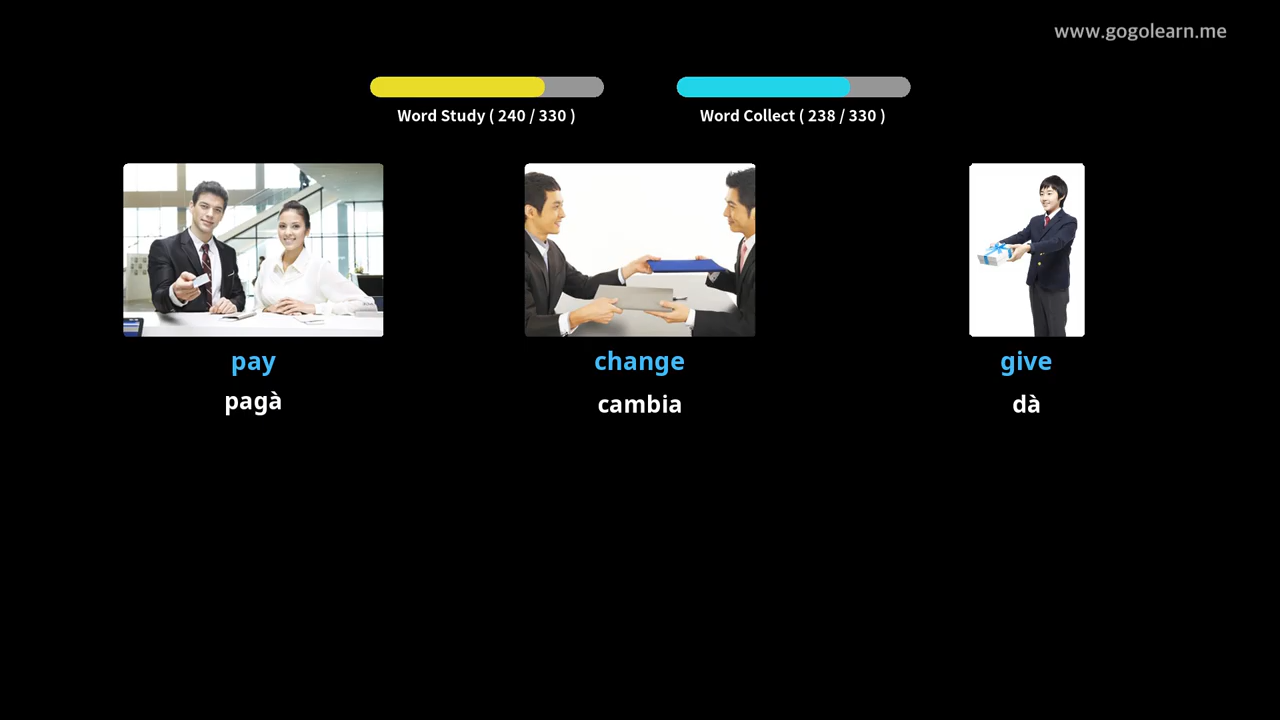 www.gogolearn.me
Word Study ( 240 / 330 )
Word Collect ( 238 / 330 )
pay
change
give
pagà
cambia
dà